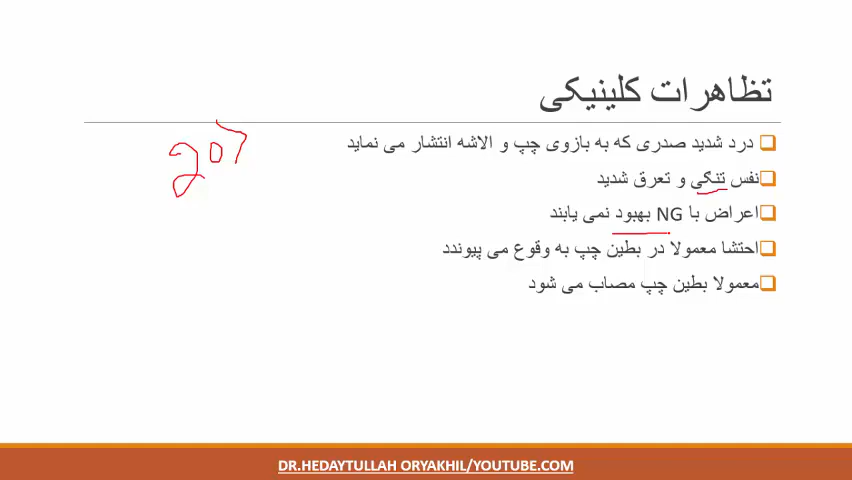 تظاهرات کلینیکی
درد شدید صدری که به بازوی چپ و الاشه انتشار می نماید
نفس تنگی و تعرق شدید
اعراض با NG بهبود نمی یابند
احتشا معمولا در بطین چپ به وقوع می پیوندد
معمولا بطین چپ مصاب می شود
DR.HEDAYTULLAH ORYAKHIL/YOUTUBE.COM